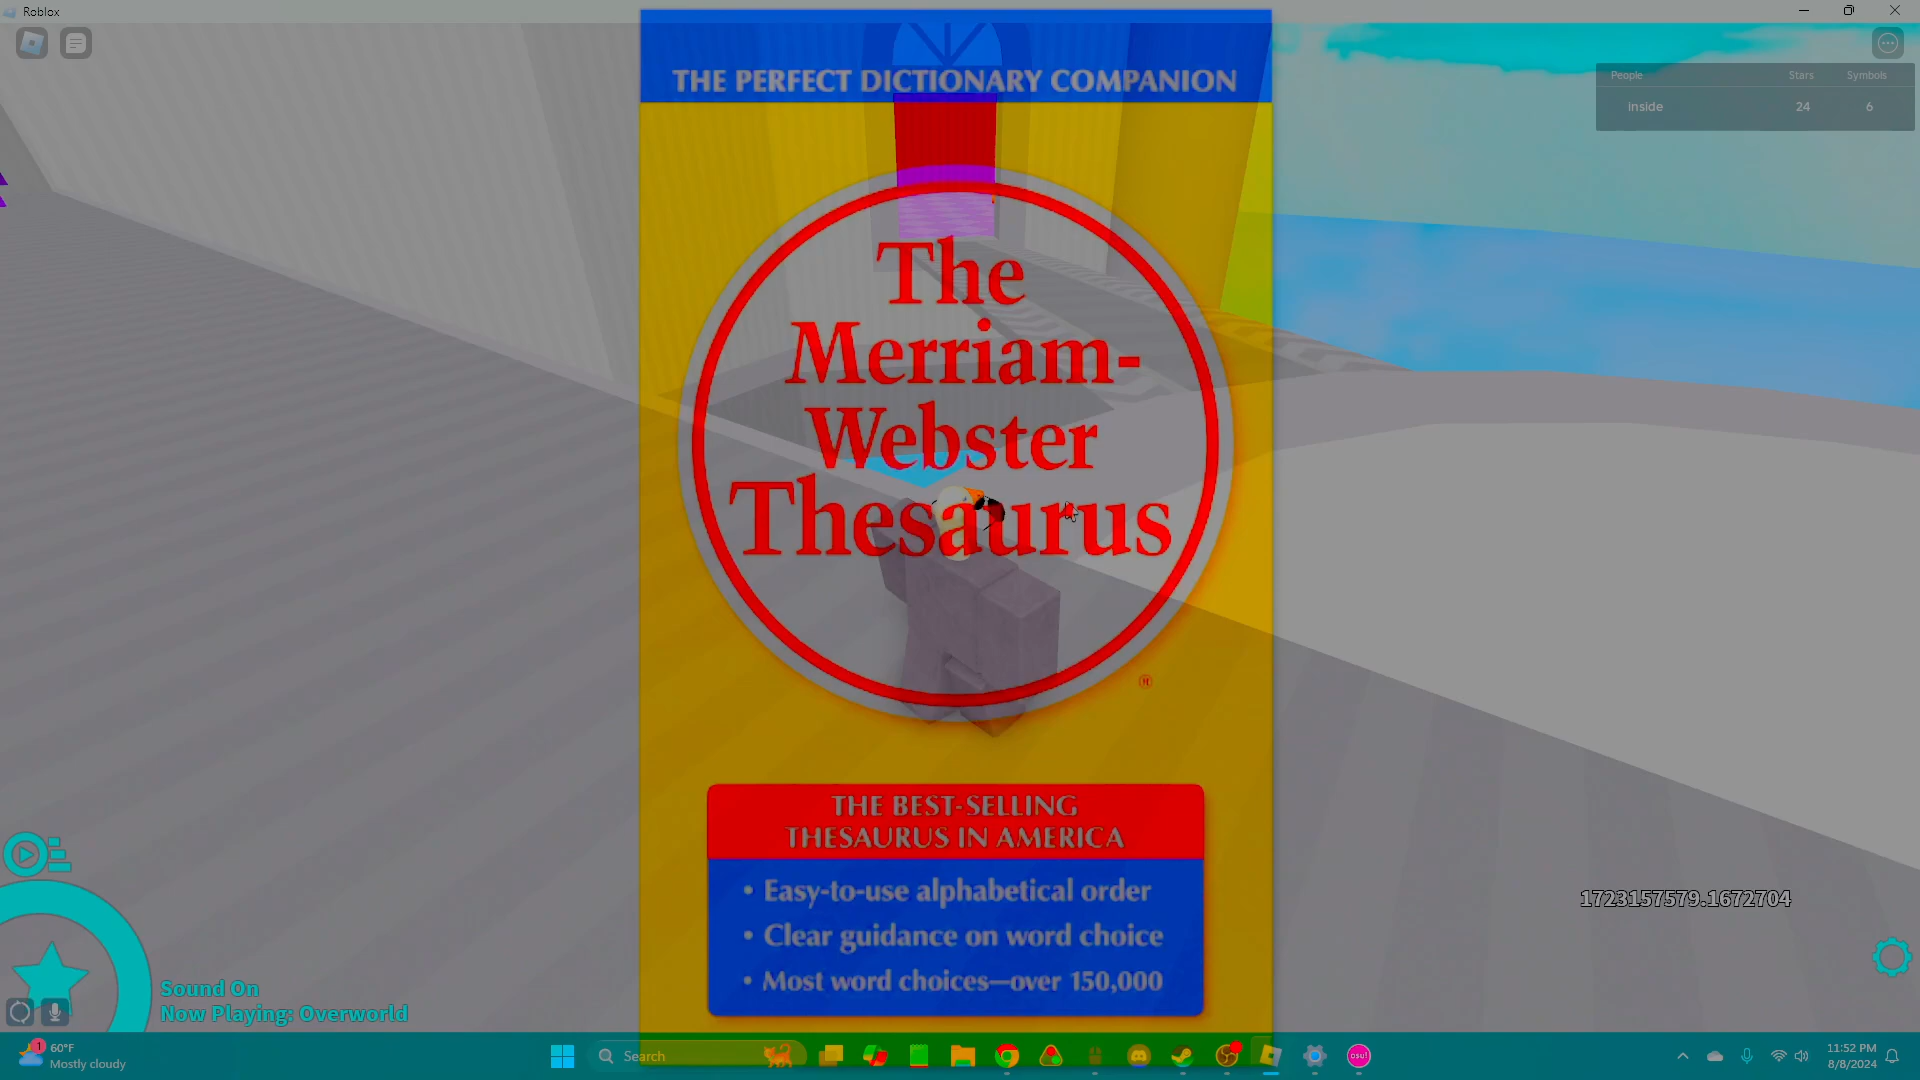 Roblox
THE PERFECT DICTIONARY COMPANION
People Stars Symbols
inside 24 6
The
Merriam-
Webster
Thesaurus
THE BEST-SELLING
THESAURUS IN AMERICA
• Easy-to-use alphabetical order
• Clear guidance on word choice
• Most word choices—over 150,000
1723157579.1672704
Sound On
Now Playing: Overworld
1
60°F
Mostly cloudy
Search
osu!
11:52 PM
8/8/2024